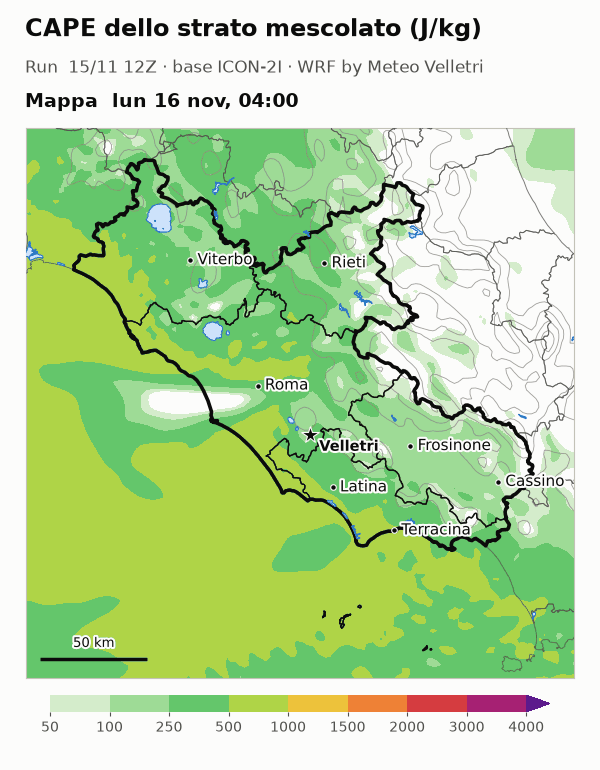 CAPE dello strato mescolato (J/kg)
Run  15/11 12Z · base ICON-2I · WRF by Meteo Velletri
Mappa  lun 16 nov, 04:00
Viterbo
Rieti
Roma
Velletri
Frosinone
Cassino
Latina
Terracina
50 km
50 100 250 500 1000 1500 2000 3000 4000